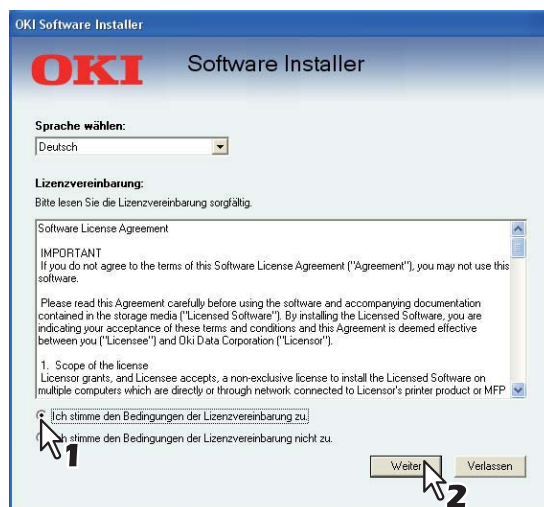 OKI Software Installer
OKI
Software Installer
Sprache wählen:
Deutsch
Lizenzvereinbarung:
Bitte lesen Sie die Lizenzvereinbarung sorgfältig.
Software License Agreement
IMPORTANT
If you do not agree to the terms of this Software License Agreement ("Agreement"), you may not use this
software.
Please read this Agreement carefully before using the software and accompanying documentation
contained in the storage media ("Licensed Software"). By installing the Licensed Software, you are
indicating your acceptance of these terms and conditions and this Agreement is deemed effective
between you ("Licensee") and Oki Data Corporation ("Licensor").
1. Scope of the license
Licensor grants, and Licensee accepts, a non-exclusive license to install the Licensed Software on
multiple computers which are directly or through network connected to Licensor's printer product or MFP
Ich stimme den Bedingungen der Lizenzvereinbarung zu.
stimme den Bedingungen der Lizenzvereinbarung nicht zu.
1
Weiter
Verlassen
2